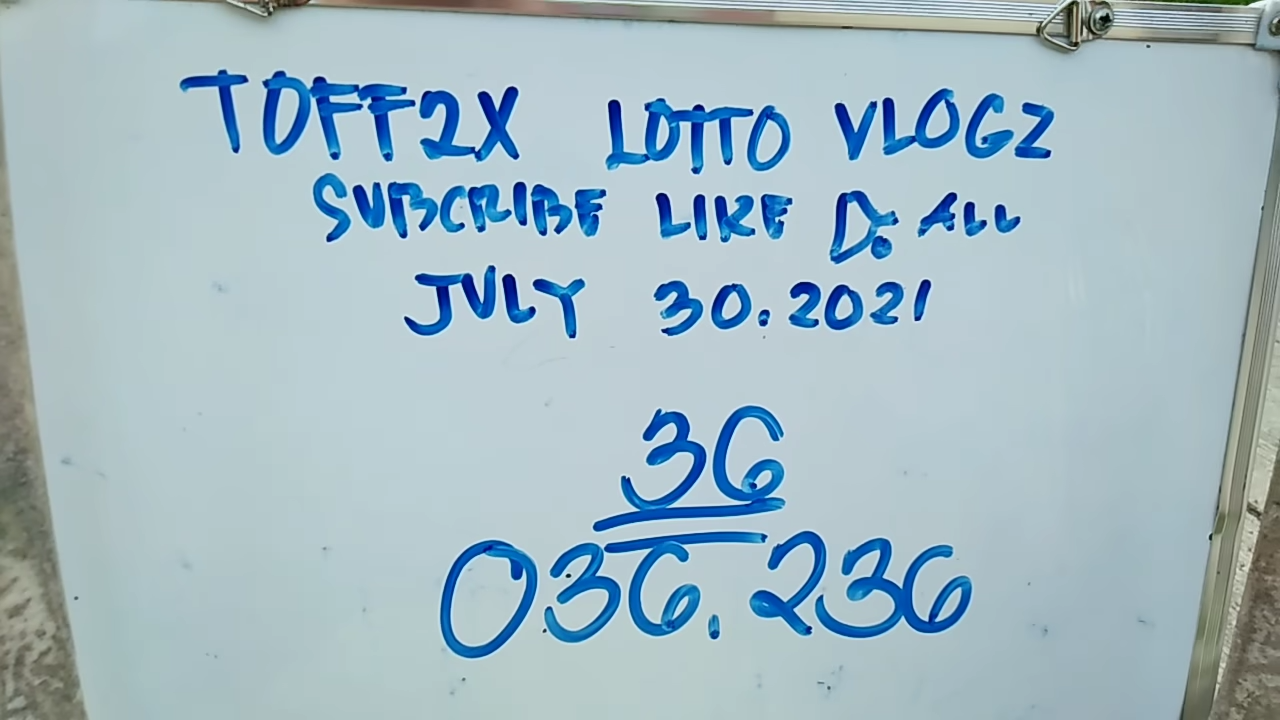 TOFF2X LOTTO VLOGZ
SUBCRIBE LIKE D: ALL
JULY 30.2021
36
036.236